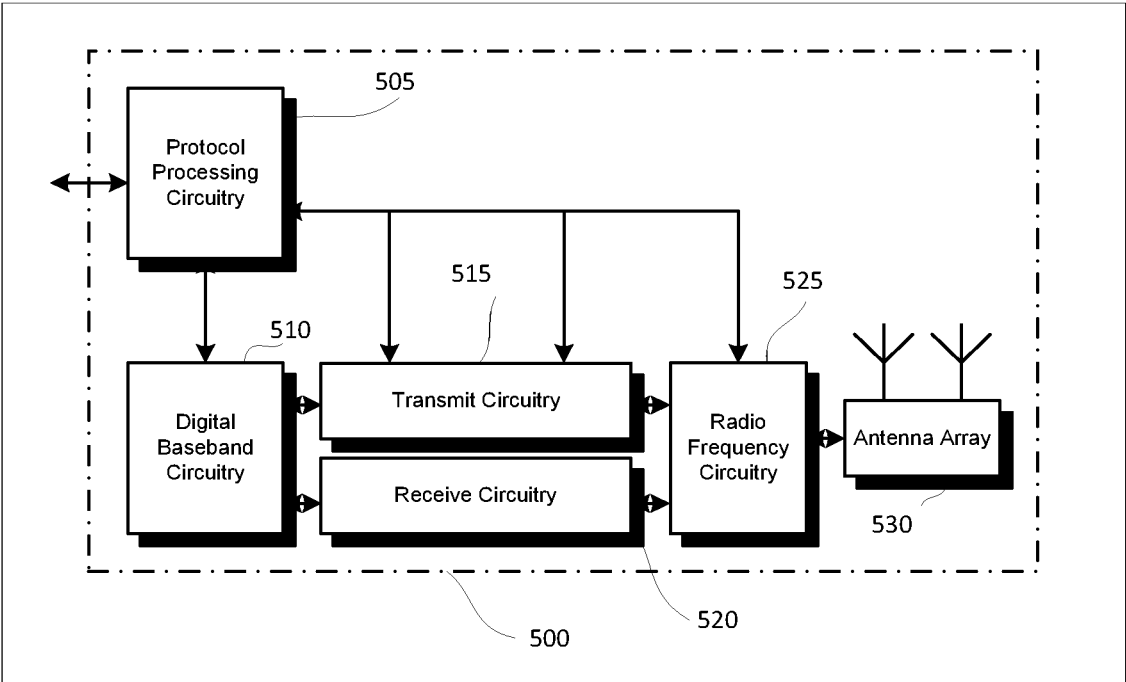 505
Protocol
Processing
Circuitry
515
525
510
Digital
Baseband
Circuitry
Transmit Circuitry
Receive Circuitry
Radio
Frequency
Circuitry
Antenna Array
530
520
500